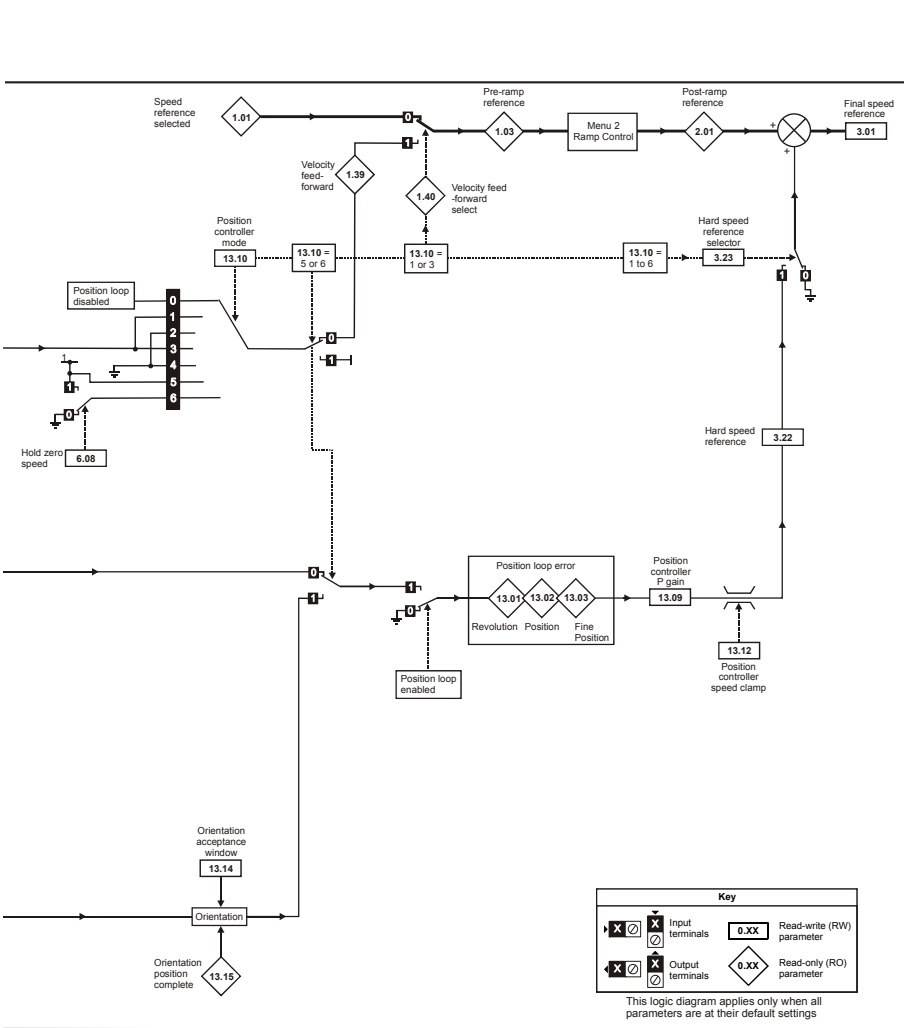 Speed
reference
selected
1.01
0
1
Pre-ramp
reference
1.03
Menu 2
Ramp Control
Post-ramp
reference
2.01
+
+
Final speed
reference
3.01
Velocity
feed-
forward
1.39
1.40
Velocity feed
-forward
select
Position
controller
mode
13.10
13.10 =
5 or 6
13.10 =
1 or 3
13.10 =
1 to 6
Hard speed
reference
selector
3.23
1
0
Position loop
disabled
0
1
2
3
4
5
6
0
1
1
1
0
Hold zero
speed
6.08
Hard speed
reference
3.22
0
1
1
0
Position loop
enabled
Position loop error
13.01
13.02
13.03
Revolution
Position
Fine
Position
Position
controller
P gain
13.09
13.12
Position
controller
speed clamp
Orientation
acceptance
window
13.14
Orientation
Orientation
position
complete
13.15
Key
X
X
Input
terminals
0.XX
Read-write (RW)
parameter
X
X
Output
terminals
0.XX
Read-only (RO)
parameter
This logic diagram applies only when all
parameters are at their default settings